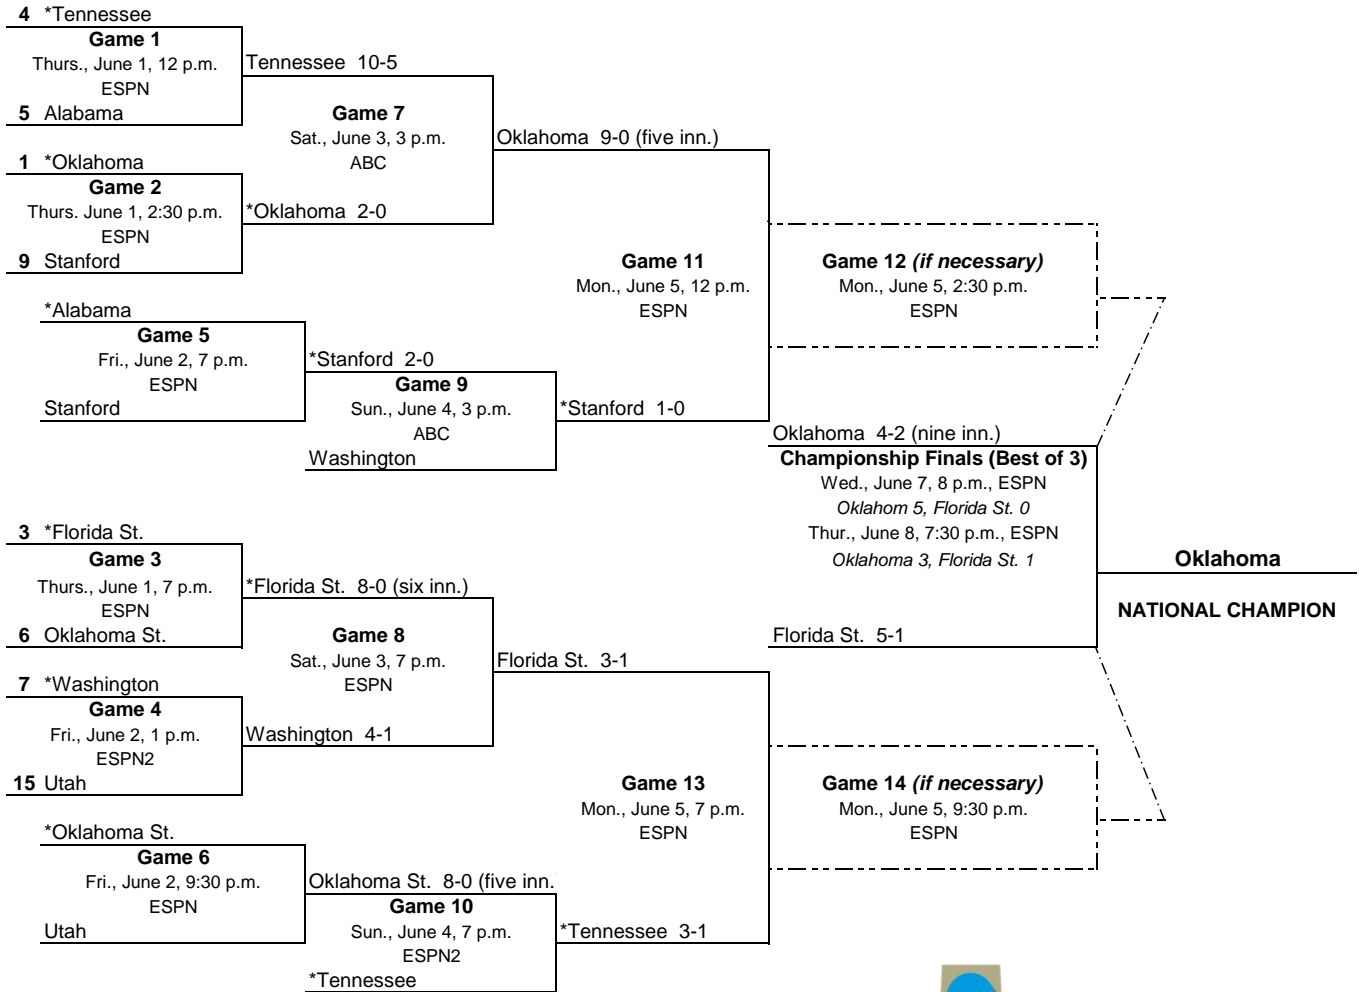 4 *Tennessee
Game 1
Thurs., June 1, 12 p.m.
ESPN
5 Alabama
Tennessee 10-5
Game 7
Sat., June 3, 3 p.m.
ABC
1 *Oklahoma
Game 2
Thurs. June 1, 2:30 p.m.
ESPN
9 Stanford
*Oklahoma 2-0
Oklahoma 9-0 (five inn.)
*Alabama
Game 5
Fri., June 2, 7 p.m.
ESPN
Stanford
*Stanford 2-0
Game 9
Sun., June 4, 3 p.m.
ABC
Washington
*Stanford 1-0
Game 11
Mon., June 5, 12 p.m.
ESPN
Game 12 (if necessary)
Mon., June 5, 2:30 p.m.
ESPN
Oklahoma 4-2 (nine inn.)
Championship Finals (Best of 3)
Wed., June 7, 8 p.m., ESPN
Oklahom 5, Florida St. 0
Thur., June 8, 7:30 p.m., ESPN
Oklahoma 3, Florida St. 1
Oklahoma
NATIONAL CHAMPION
Florida St. 5-1
3 *Florida St.
Game 3
Thurs., June 1, 7 p.m.
ESPN
6 Oklahoma St.
*Florida St. 8-0 (six inn.)
Game 8
Sat., June 3, 7 p.m.
ESPN
7 *Washington
Game 4
Fri., June 2, 1 p.m.
ESPN2
15 Utah
Washington 4-1
Florida St. 3-1
*Oklahoma St.
Game 6
Fri., June 2, 9:30 p.m.
ESPN
Utah
Oklahoma St. 8-0 (five inn.
Game 10
Sun., June 4, 7 p.m.
ESPN2
*Tennessee
*Tennessee 3-1
Game 13
Mon., June 5, 7 p.m.
ESPN
Game 14 (if necessary)
Mon., June 5, 9:30 p.m.
ESPN